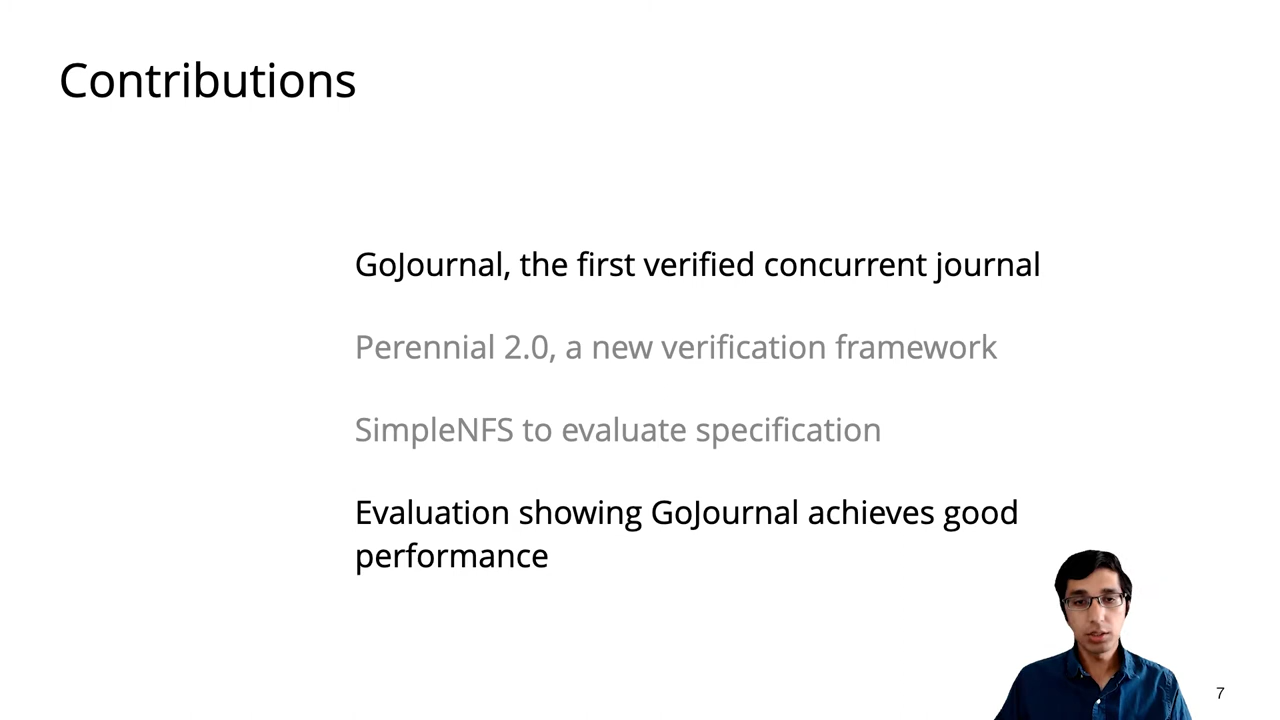 Contributions
GoJournal, the first verified concurrent journal
Perennial 2.0, a new verification framework
SimpleNFS to evaluate specification
Evaluation showing GoJournal achieves good
performance
7